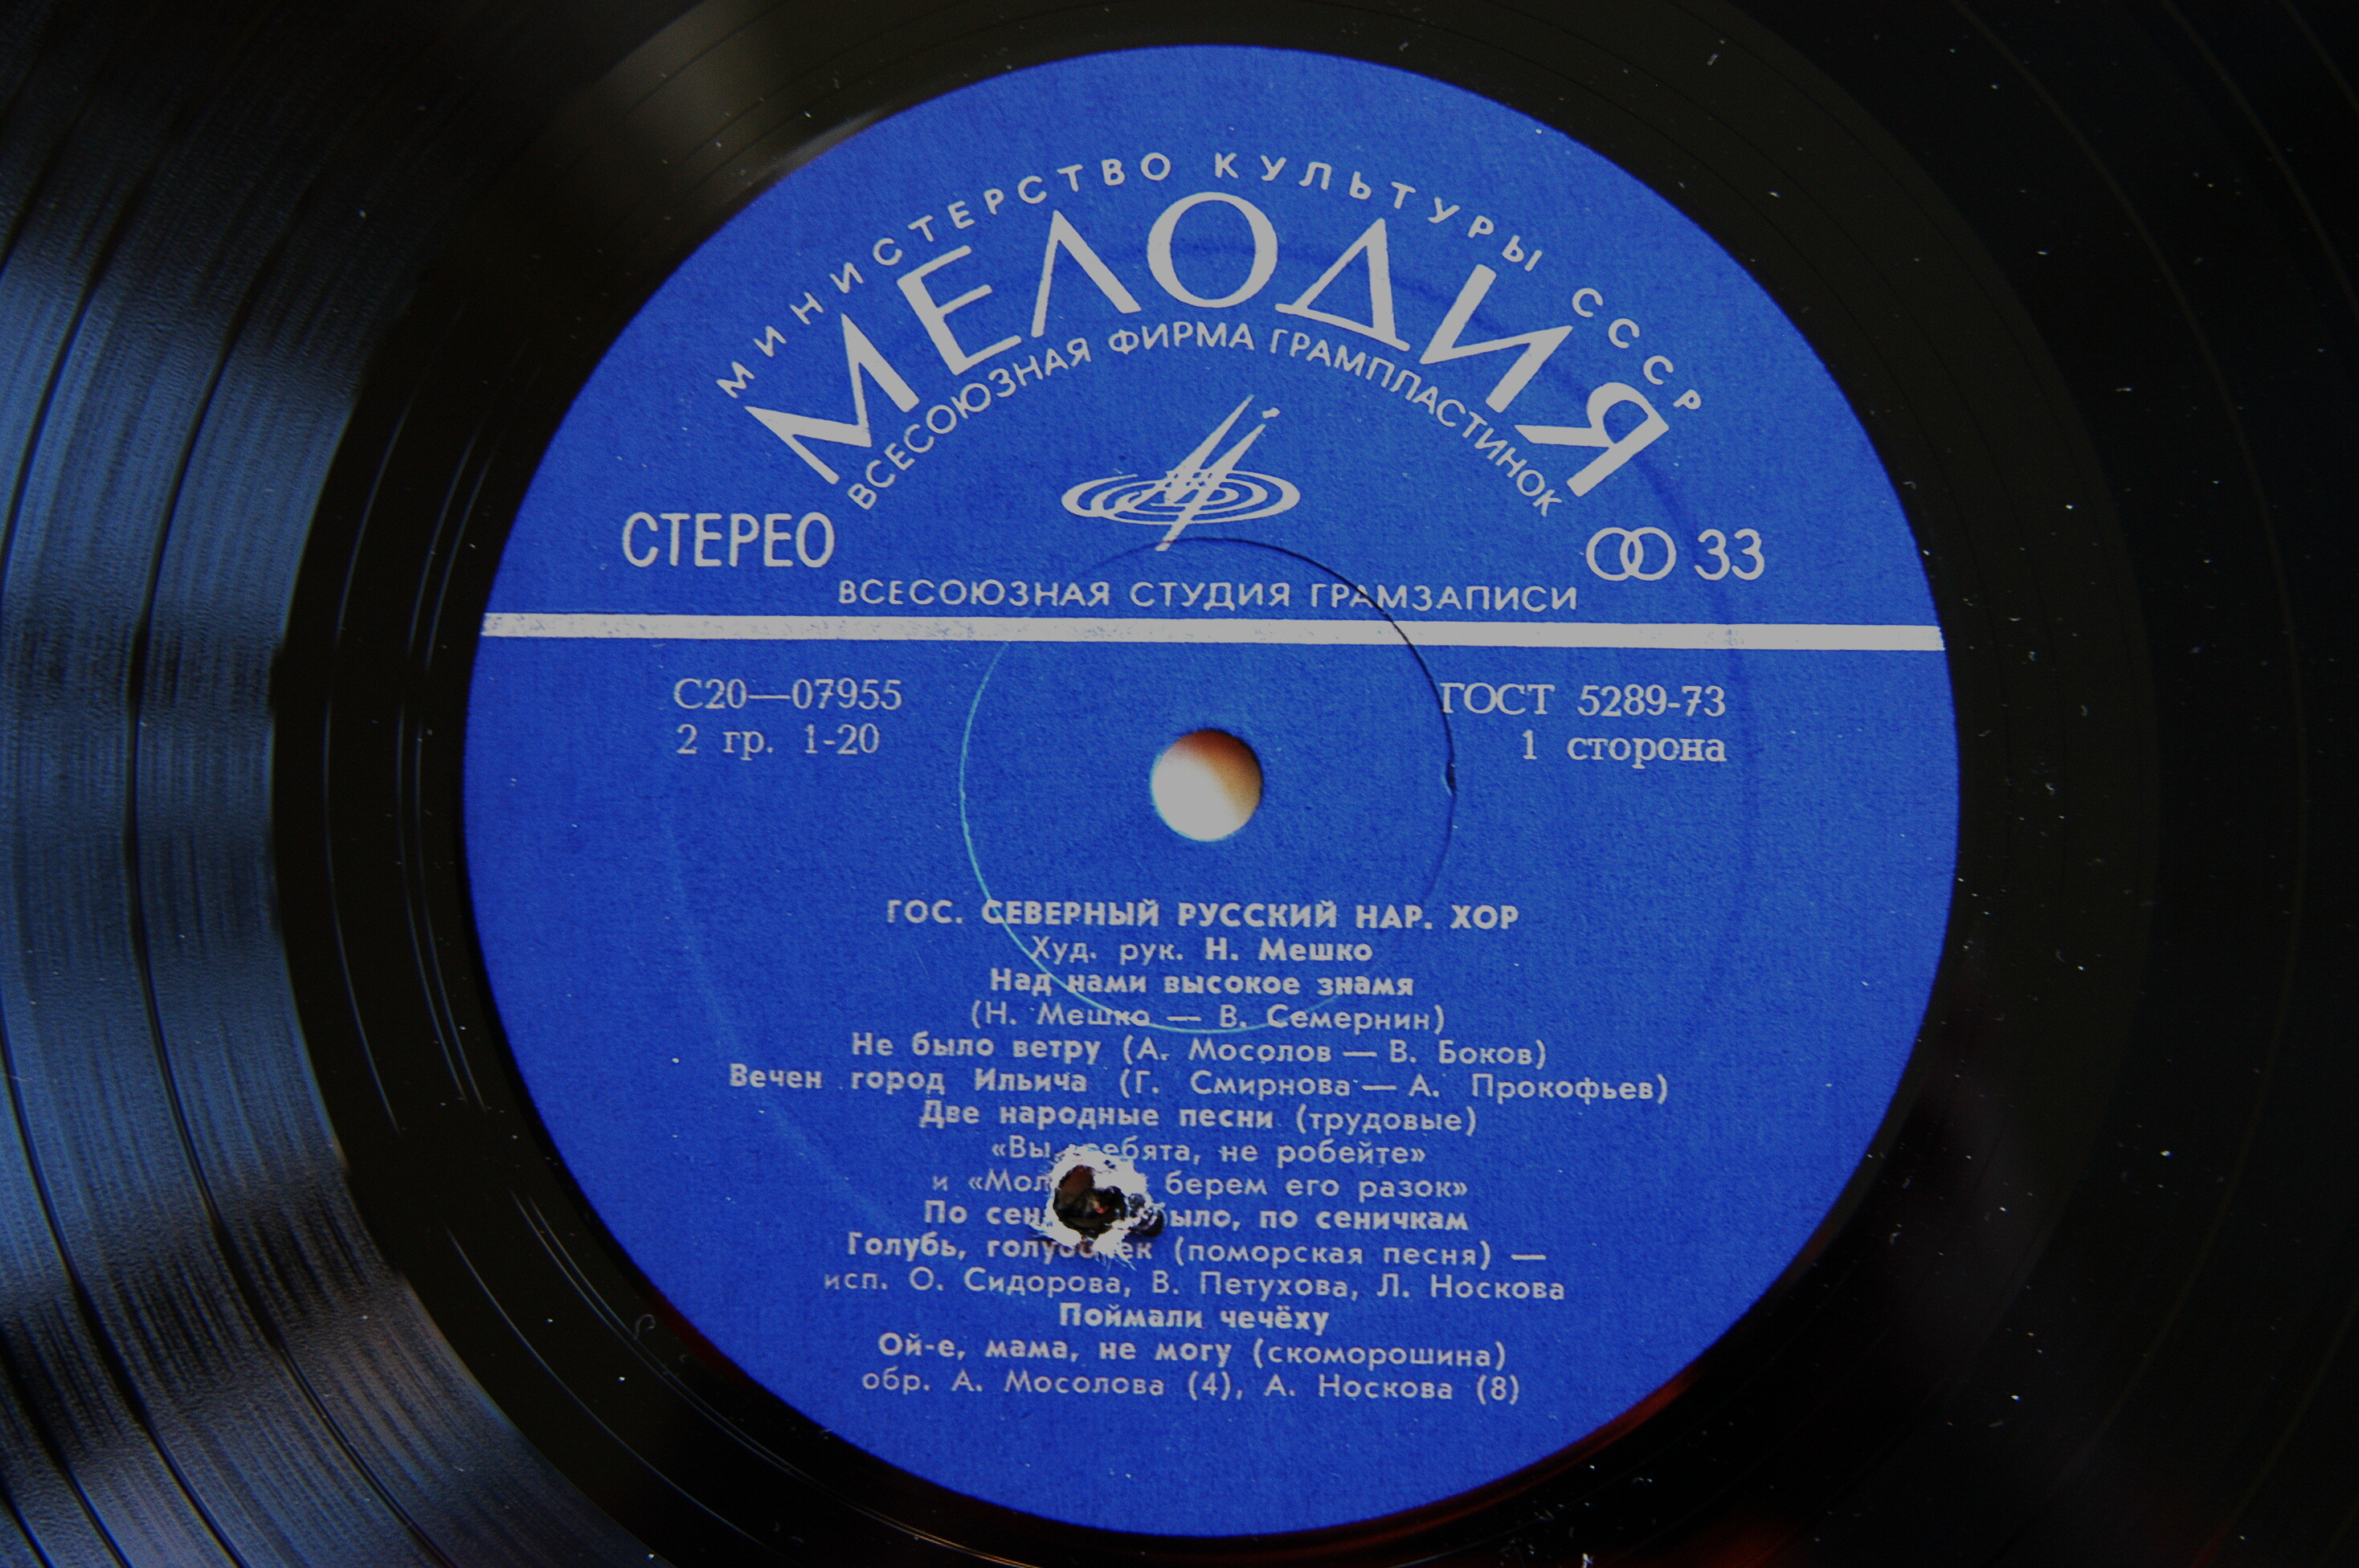 МИНИСТЕРСТВО КУЛЬТУРЫ СССР
МЕЛОДИЯ
ВСЕСОЮЗНАЯ ФИРМА ГРАМПЛАСТИНОК
СТЕРЕО
33
ВСЕСОЮЗНАЯ СТУДИЯ ГРАМЗАПИСИ
С20—07955
ГОСТ 5289-73
2 гр. 1-20
1 сторона
ГОС. СЕВЕРНЫЙ РУССКИЙ НАР. ХОР
Худ. рук. Н. Мешко
Над нами высокое знамя
(Н. Мешко — В. Семернин)
Не было ветру (А. Мосолов — В. Боков)
Вечен город Ильича (Г. Смирнова — А. Прокофьев)
Две народные песни (трудовые)
«Вы, не робейте»
и берем его разок»
По по сеничкам
Голубь, (поморская песня) —
исп. О. Сидорова, В. Петухова, Л. Носкова
Поймали чечёху
Ой-е, мама, не могу (скоморошина)
обр. А. Мосолова (4), А. Носкова (8)